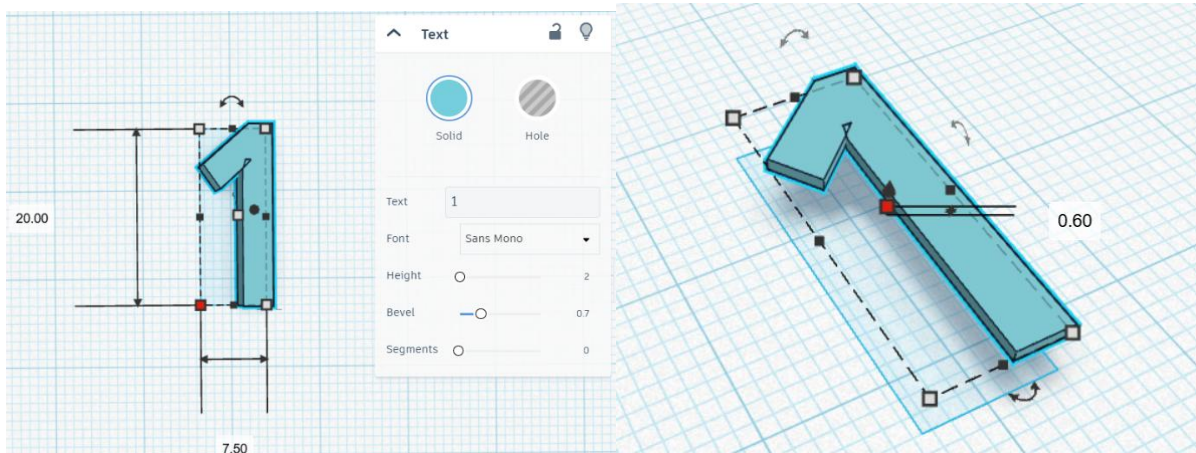 Text
Solid Hole
Text 1
Font Sans Mono
Height 2
Bevel 0.7
Segments 0
20.00
7.50
1
0.60